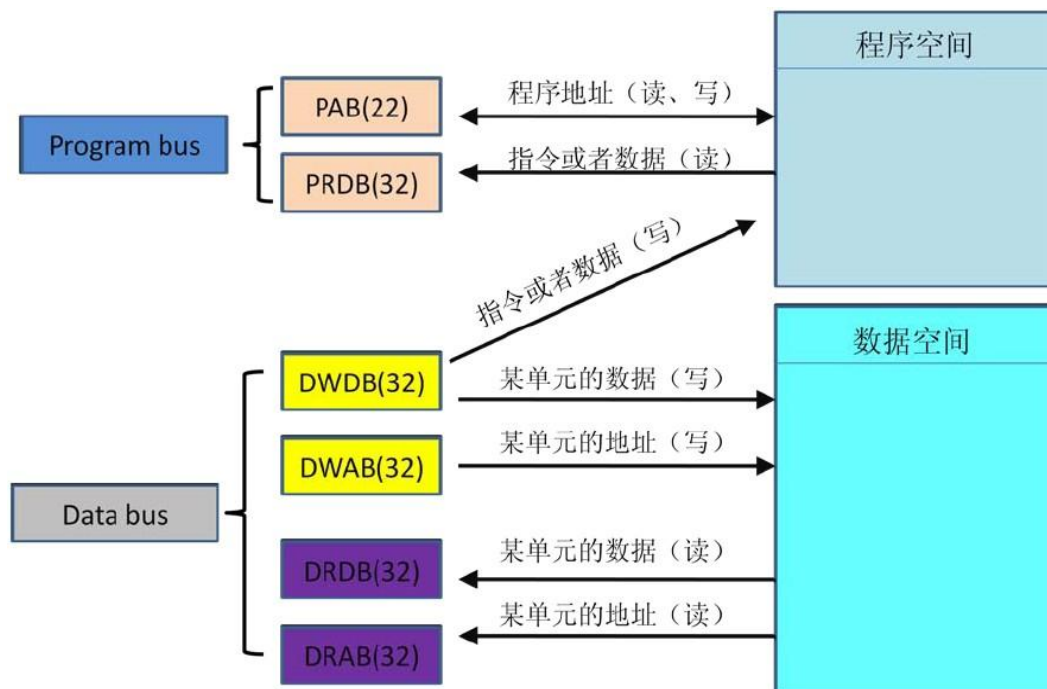 程序空间
PAB(22)
程序地址（读、写）
Program bus
PRDB(32)
指令或者数据（读）
指令或者数据（写）
数据空间
DWDB(32)
某单元的数据（写）
DWAB(32)
某单元的地址（写）
Data bus
DRDB(32)
某单元的数据（读）
DRAB(32)
某单元的地址（读）